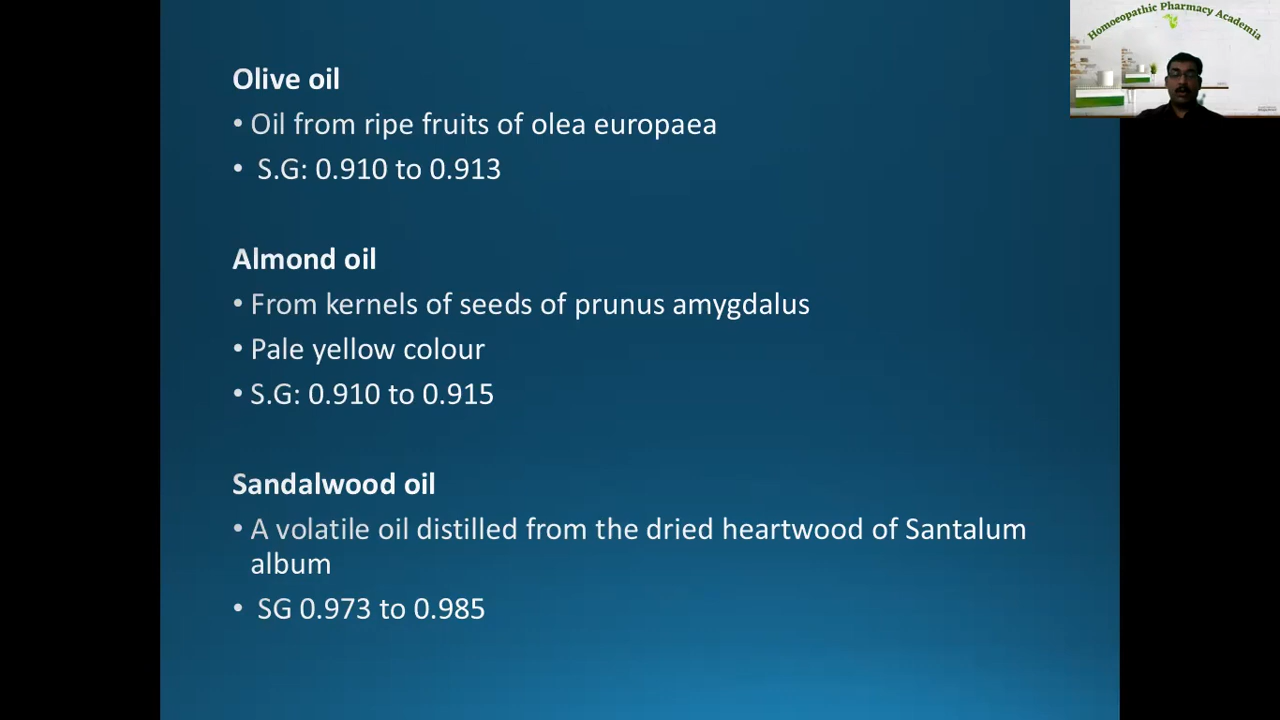 Homoeopathic Pharmacy Academia
Olive oil
• Oil from ripe fruits of olea europaea
• S.G: 0.910 to 0.913
Almond oil
• From kernels of seeds of prunus amygdalus
• Pale yellow colour
• S.G: 0.910 to 0.915
Sandalwood oil
• A volatile oil distilled from the dried heartwood of Santalum
album
• SG 0.973 to 0.985